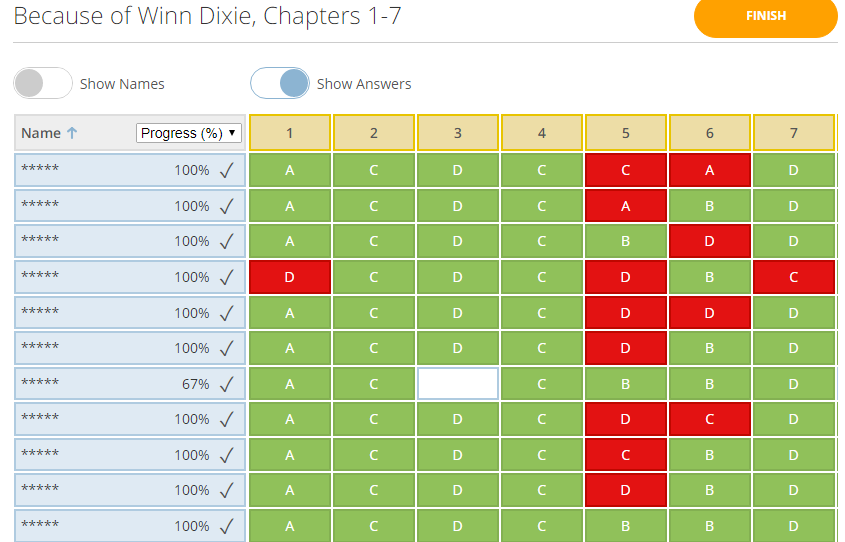 Because of Winn Dixie, Chapters 1-7
FINISH
Show Names Show Answers
Name Progress (%) 1 2 3 4 5 6 7
***** 100% A C D C C A D
***** 100% A C D C A B D
***** 100% A C D C B D D
***** 100% D C D C D B C
***** 100% A C D C D D D
***** 100% A C D C D B D
***** 67% A C C B B D
***** 100% A C D C D C D
***** 100% A C D C C B D
***** 100% A C D C D B D
***** 100% A C D C B B D